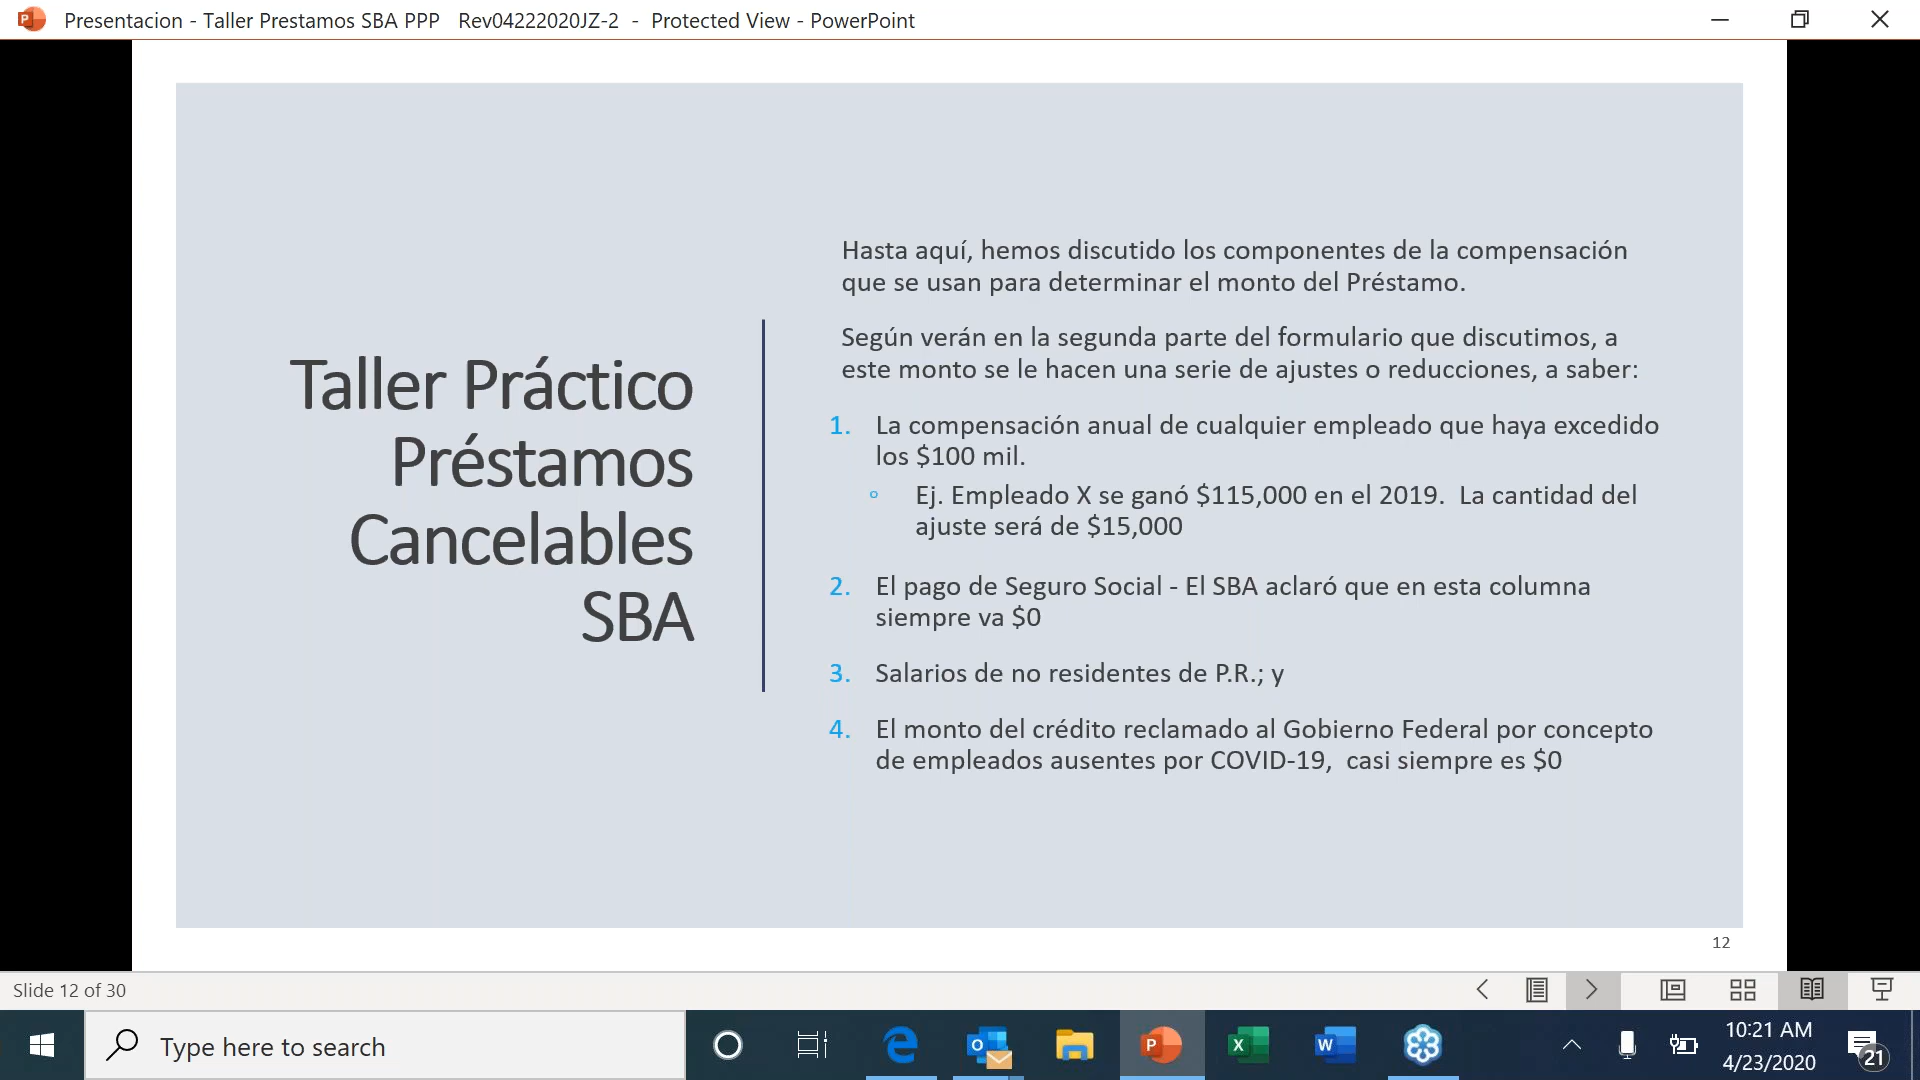 Presentacion - Taller Prestamos SBA PPP   Rev04222020JZ-2  -  Protected View - PowerPoint
Taller Práctico
Préstamos
Cancelables
SBA
Hasta aquí, hemos discutido los componentes de la compensación
que se usan para determinar el monto del Préstamo.
Según verán en la segunda parte del formulario que discutimos, a
este monto se le hacen una serie de ajustes o reducciones, a saber:
1. La compensación anual de cualquier empleado que haya excedido
los $100 mil.
Ej. Empleado X se ganó $115,000 en el 2019.  La cantidad del
ajuste será de $15,000
2. El pago de Seguro Social - El SBA aclaró que en esta columna
siempre va $0
3. Salarios de no residentes de P.R.; y
4. El monto del crédito reclamado al Gobierno Federal por concepto
de empleados ausentes por COVID-19,  casi siempre es $0
12
Slide 12 of 30
Type here to search
10:21 AM
4/23/2020
21